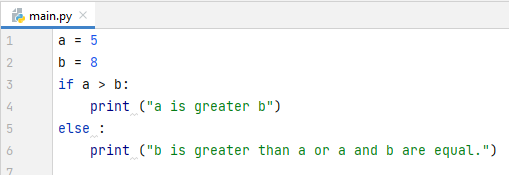 main.py
1 a = 5
2 b = 8
3 if a > b:
4     print ("a is greater b")
5 else :
6     print ("b is greater than a or a and b are equal.")
7